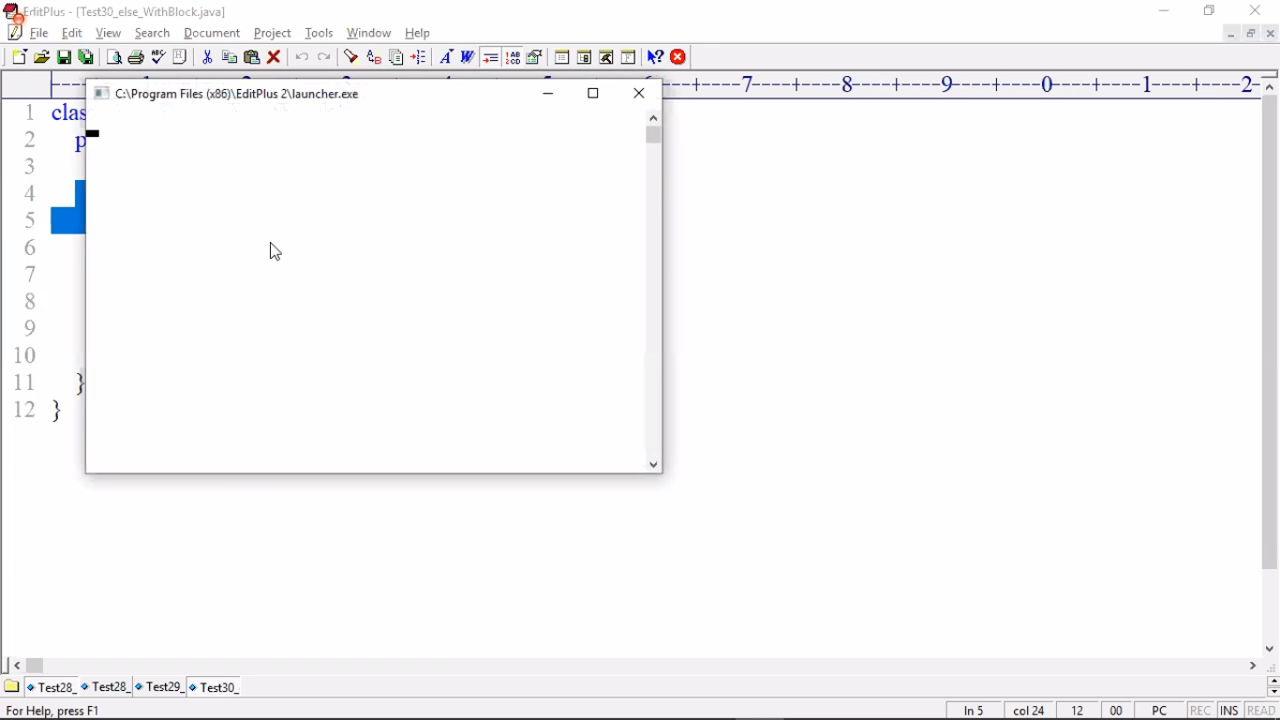 EditPlus - [Test30_else_WithBlock.java]
File Edit View Search Document Project Tools Window Help
C:\Program Files (x86)\EditPlus 2\launcher.exe
----+----7----+----8----+----9----+----0----+----1----+----2-
1 clas
2 p
3
4
5
6
7
8
9
10
11 }
12 }
Test28_ Test28_ Test29_ Test30_
For Help, press F1 ln 5 col 24 12 00 PC REC INS READ